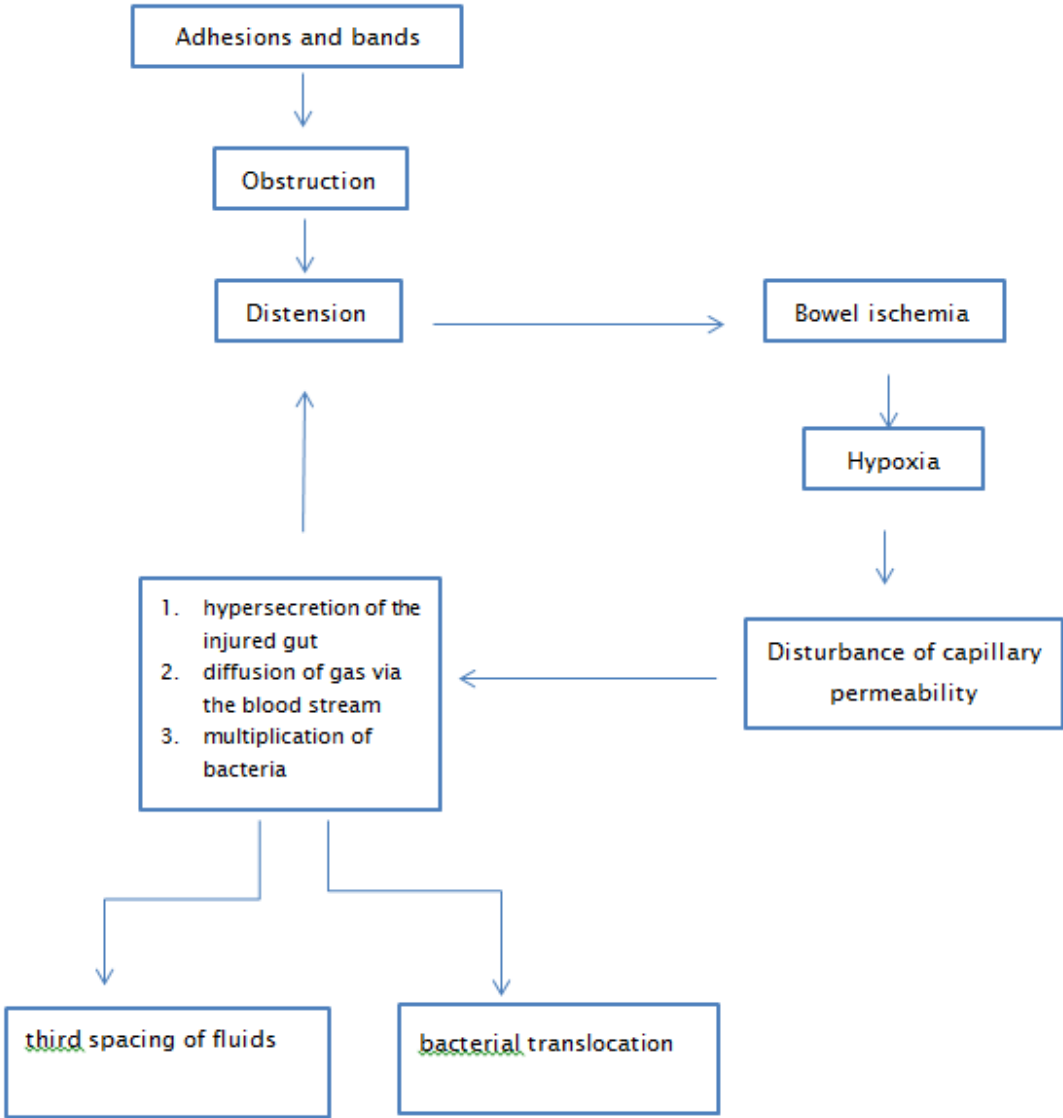 Adhesions and bands
Obstruction
Distension
Bowel ischemia
Hypoxia
Disturbance of capillary
permeability
1. hypersecretion of the
injured gut
2. diffusion of gas via
the blood stream
3. multiplication of
bacteria
third spacing of fluids
bacterial translocation